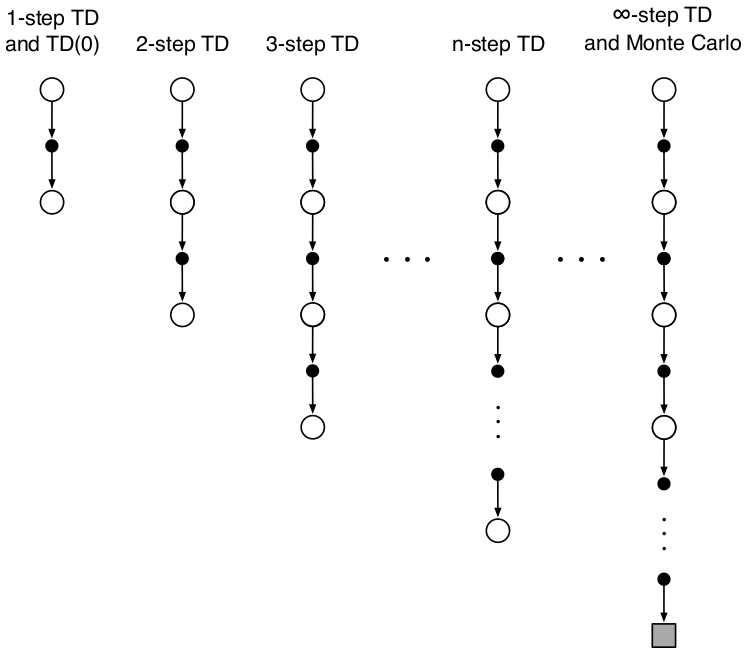 1-step TD
and TD(0)
2-step TD
3-step TD
n-step TD
∞-step TD
and Monte Carlo